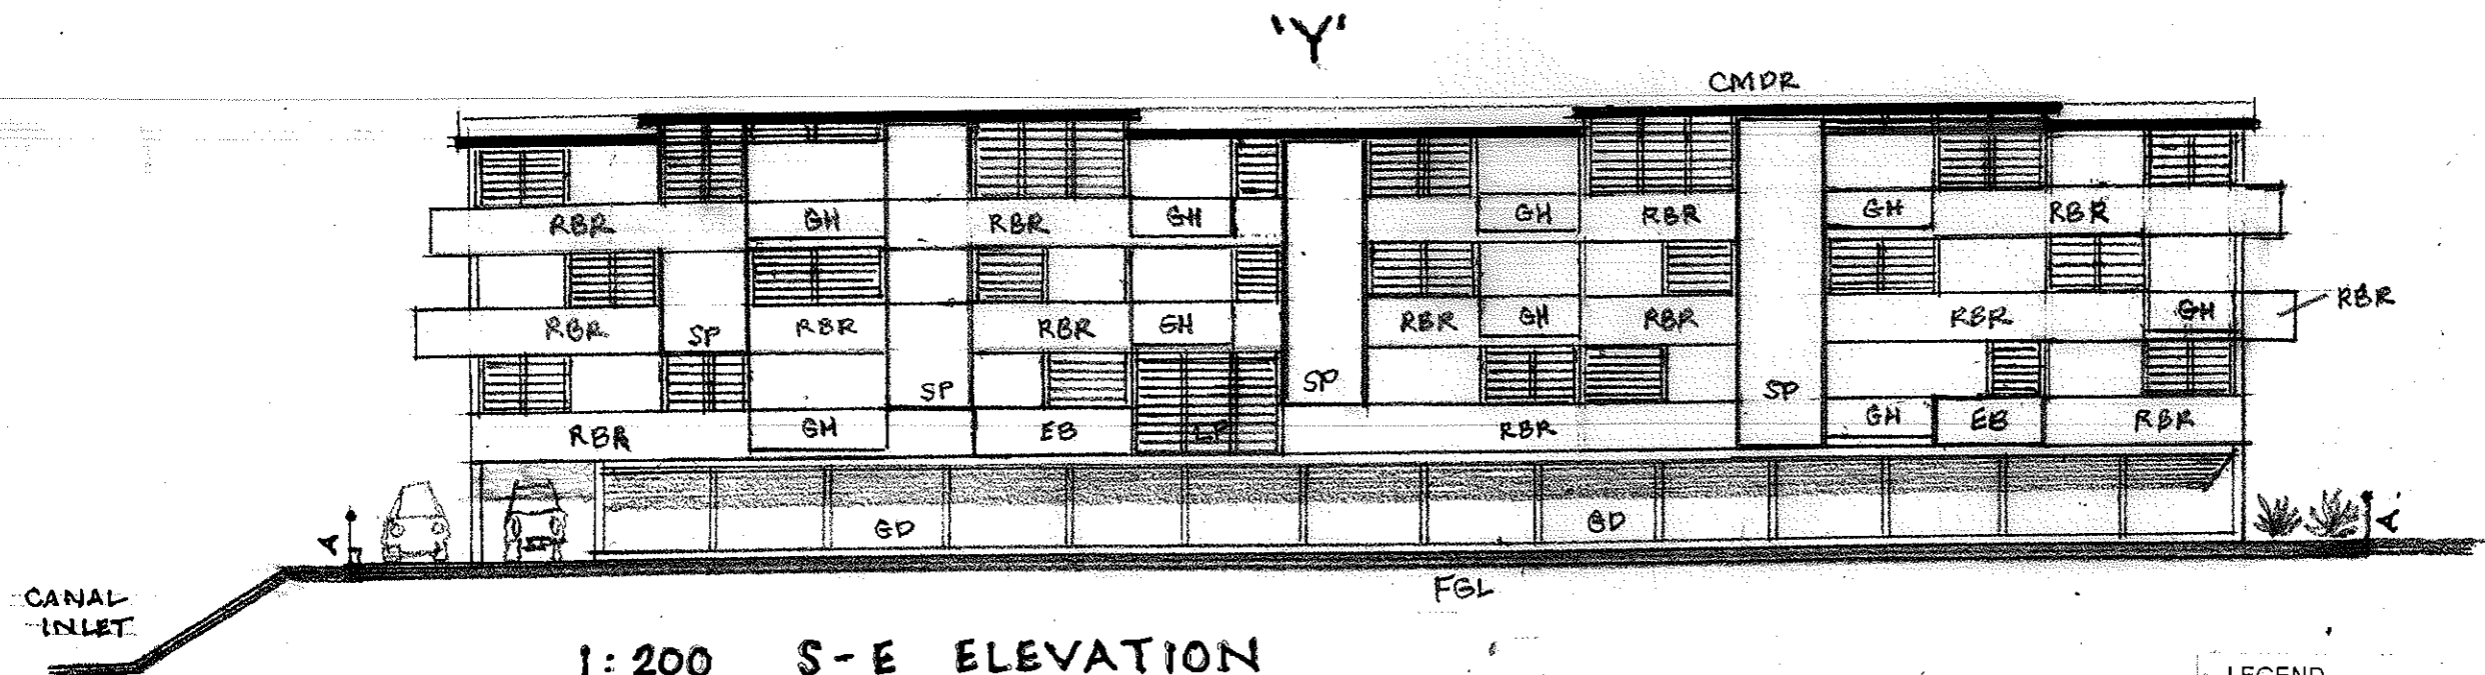 'Y'
CMDR
RBR GH RBR GH GH RBR GH RBR
RBR
RBR SP RBR RBR GH RBR GH RBR RBR GH
SP SP SP
RBR GH EB LP RBR GH EB RBR
GD GD
A A
FGL
CANAL
INLET
1:200 S-E ELEVATION
LEGEND